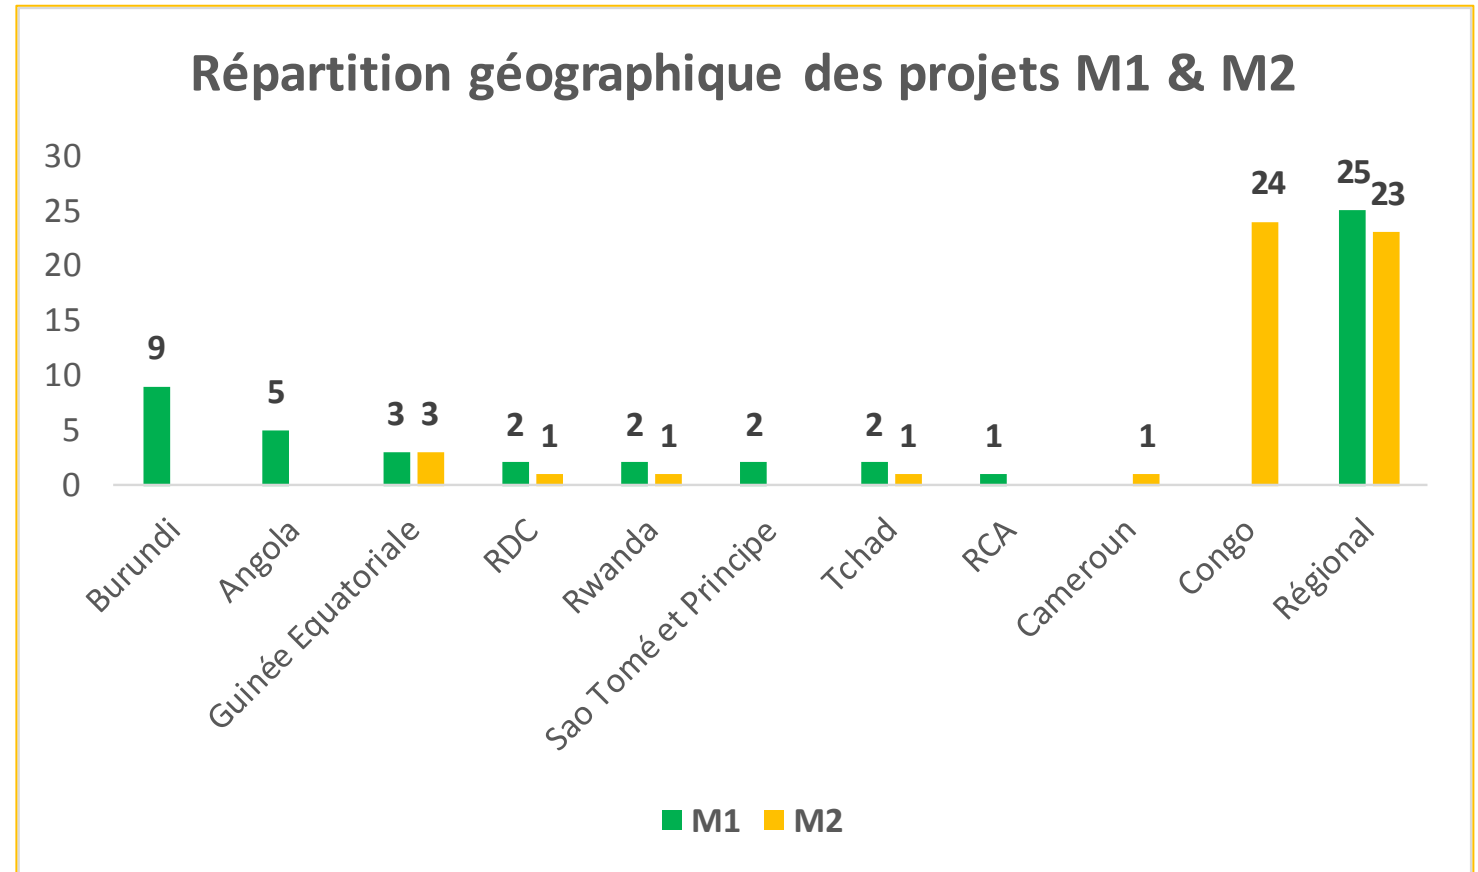 Répartition géographique des projets M1 & M2
30
25
20
15
10
5
0
9
5
3 3
2 1
2 1
2
2 1
1
1
24
25 23
Burundi
Angola
Guinée Equatoriale
RDC
Rwanda
Sao Tomé et Principe
Tchad
RCA
Cameroun
Congo
Régional
M1 M2